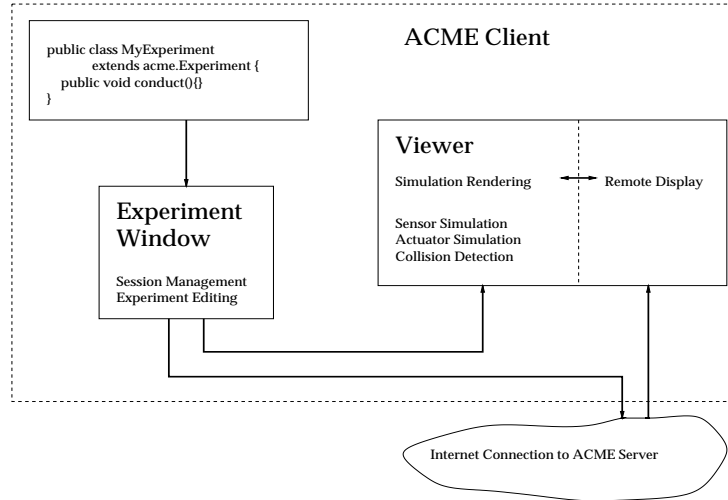 public class MyExperiment
extends acme.Experiment {
public void conduct(){}
}
ACME Client
Viewer
Simulation Rendering
Remote Display
Sensor Simulation
Actuator Simulation
Collision Detection
Experiment
Window
Session Management
Experiment Editing
Internet Connection to ACME Server